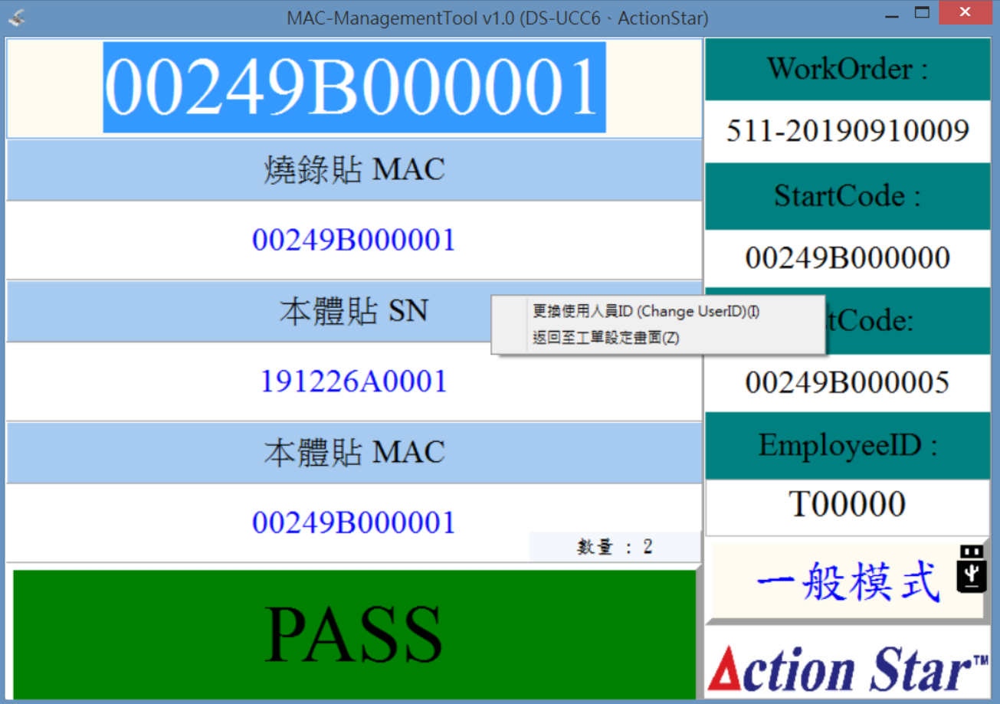 MAC-ManagementTool v1.0 (DS-UCC6、ActionStar)
00249B000001
燒錄貼 MAC
00249B000001
本體貼 SN
191226A0001
本體貼 MAC
00249B000001
數量 : 2
PASS
更換使用人員ID (Change UserID)(I)
返回至工單設定畫面(Z)
WorkOrder :
511-20190910009
StartCode :
00249B000000
tCode:
00249B000005
EmployeeID :
T00000
一般模式
Action Star™